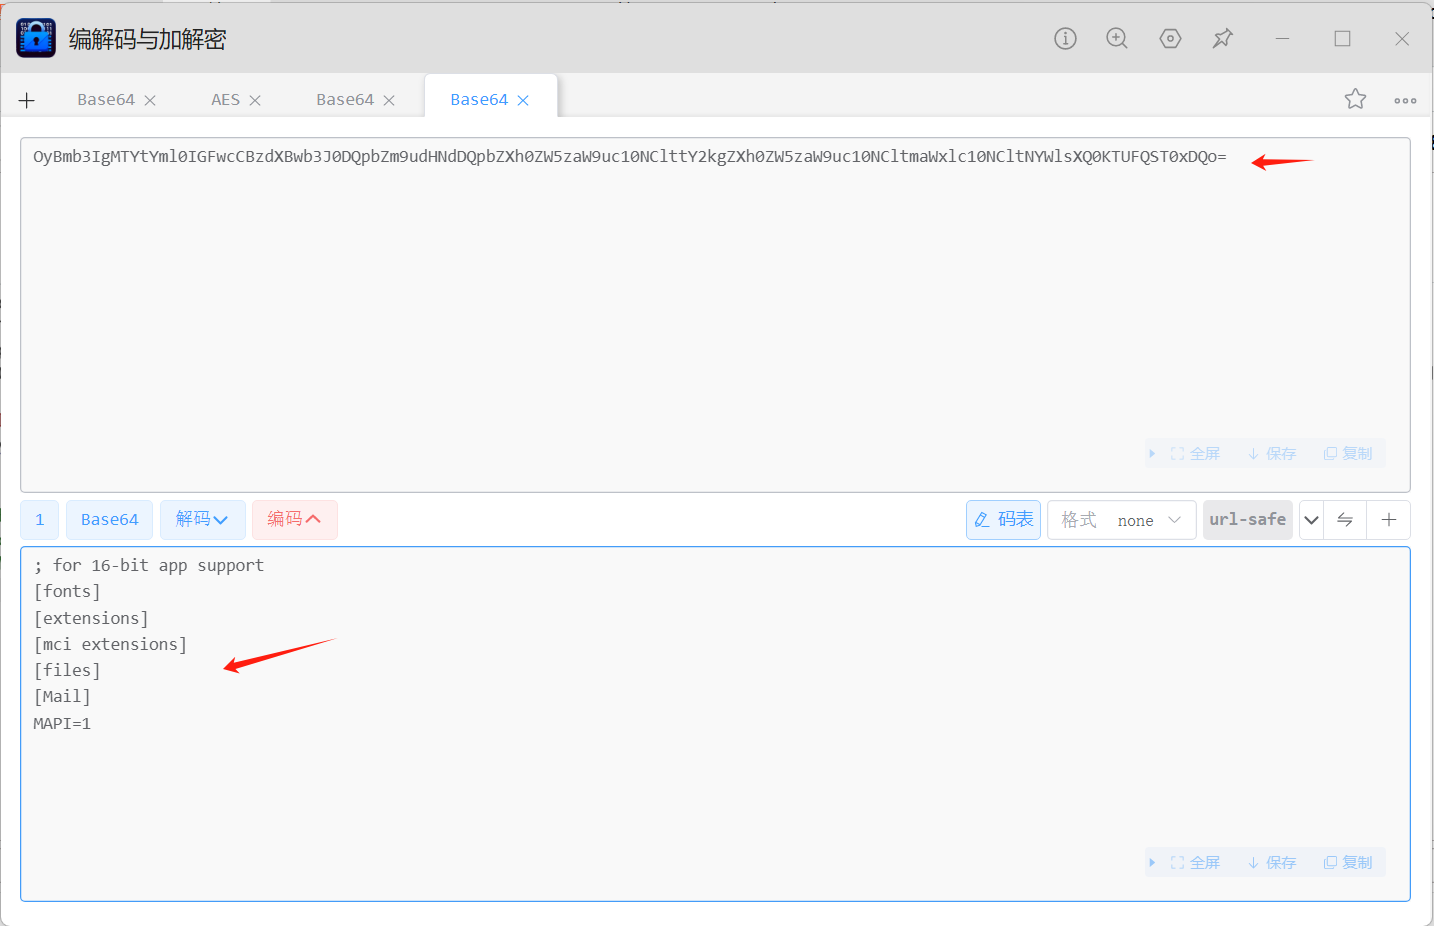 编解码与加解密
Base64
AES
Base64
Base64
OyBmb3IgMTYtYml0IGFwcCBzdXBwb3J0DQpbZm9udHNdDQpbZXh0ZW5zaW9uc10NClttY2kgZXh0ZW5zaW9uc10NCltmaWxlc10NCltNYWlsXQ0KTUFQST0xDQo=
全屏 保存 复制
1 Base64 解码 编码 码表 格式 none url-safe
; for 16-bit app support
[fonts]
[extensions]
[mci extensions]
[files]
[Mail]
MAPI=1
全屏 保存 复制